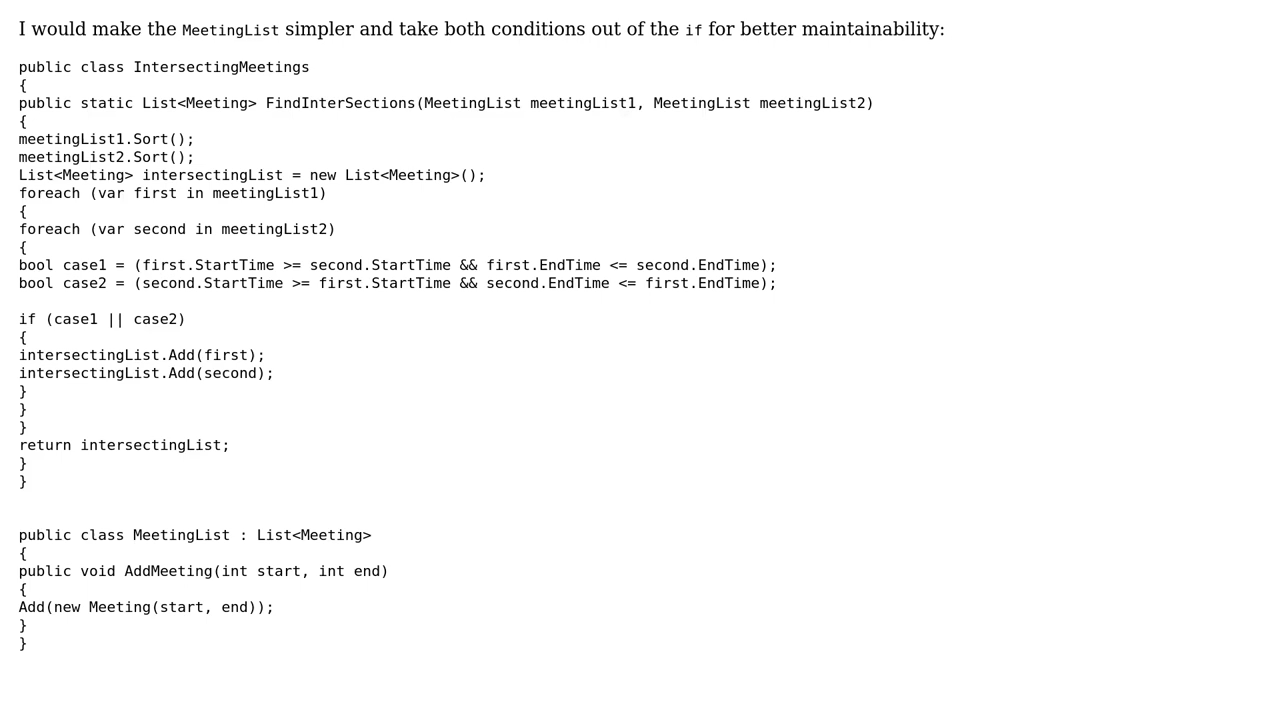 I would make the MeetingList simpler and take both conditions out of the if for better maintainability:
public class IntersectingMeetings
{
public static List<Meeting> FindInterSections(MeetingList meetingList1, MeetingList meetingList2)
{
meetingList1.Sort();
meetingList2.Sort();
List<Meeting> intersectingList = new List<Meeting>();
foreach (var first in meetingList1)
{
foreach (var second in meetingList2)
{
bool case1 = (first.StartTime >= second.StartTime && first.EndTime <= second.EndTime);
bool case2 = (second.StartTime >= first.StartTime && second.EndTime <= first.EndTime);
if (case1 || case2)
{
intersectingList.Add(first);
intersectingList.Add(second);
}
}
}
return intersectingList;
}
}
public class MeetingList : List<Meeting>
{
public void AddMeeting(int start, int end)
{
Add(new Meeting(start, end));
}
}